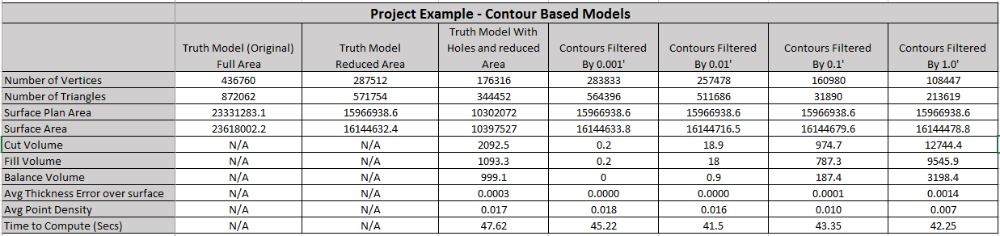 Project Example - Contour Based Models
Truth Model (Original) Full Area	Truth Model Reduced Area	Truth Model With Holes and reduced Area	Contours Filtered By 0.001'	Contours Filtered By 0.01'	Contours Filtered By 0.1'	Contours Filtered By 1.0'
Number of Vertices	436760	287512	176316	283833	257478	160980	108447
Number of Triangles	872062	571754	344452	564396	511686	31890	213619
Surface Plan Area	23331283.1	15966938.6	10302072	15966938.6	15966938.6	15966938.6	15966938.6
Surface Area	23618002.2	16144632.4	10397527	16144633.8	16144716.5	16144679.6	16144478.8
Cut Volume	N/A	N/A	2092.5	0.2	18.9	974.7	12744.4
Fill Volume	N/A	N/A	1093.3	0.2	18	787.3	9545.9
Balance Volume	N/A	N/A	999.1	0	0.9	187.4	3198.4
Avg Thickness Error over surface	N/A	N/A	0.0003	0.0000	0.0000	0.0001	0.0014
Avg Point Density	N/A	N/A	0.017	0.018	0.016	0.010	0.007
Time to Compute (Secs)	N/A	N/A	47.62	45.22	41.5	43.35	42.25